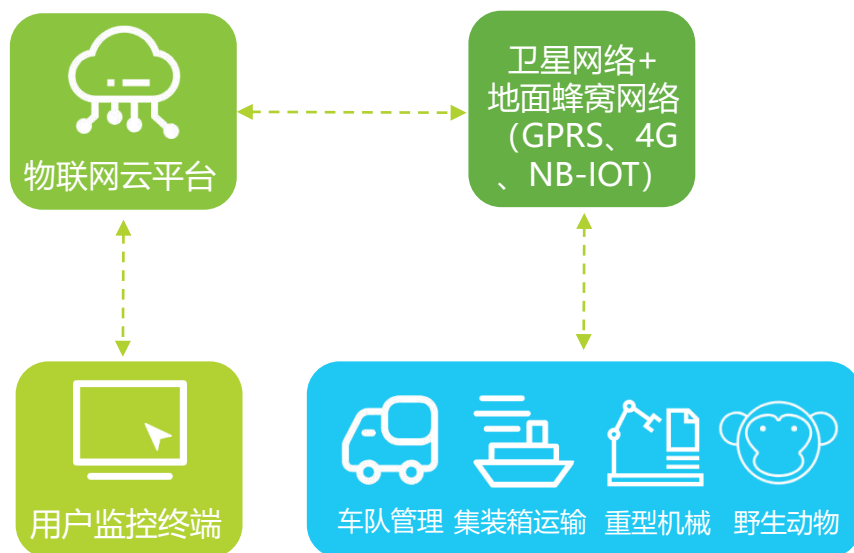 物联网云平台
卫星网络+
地面蜂窝网络
（GPRS、4G
、NB-IOT）
用户监控终端
车队管理
集装箱运输
重型机械
野生动物